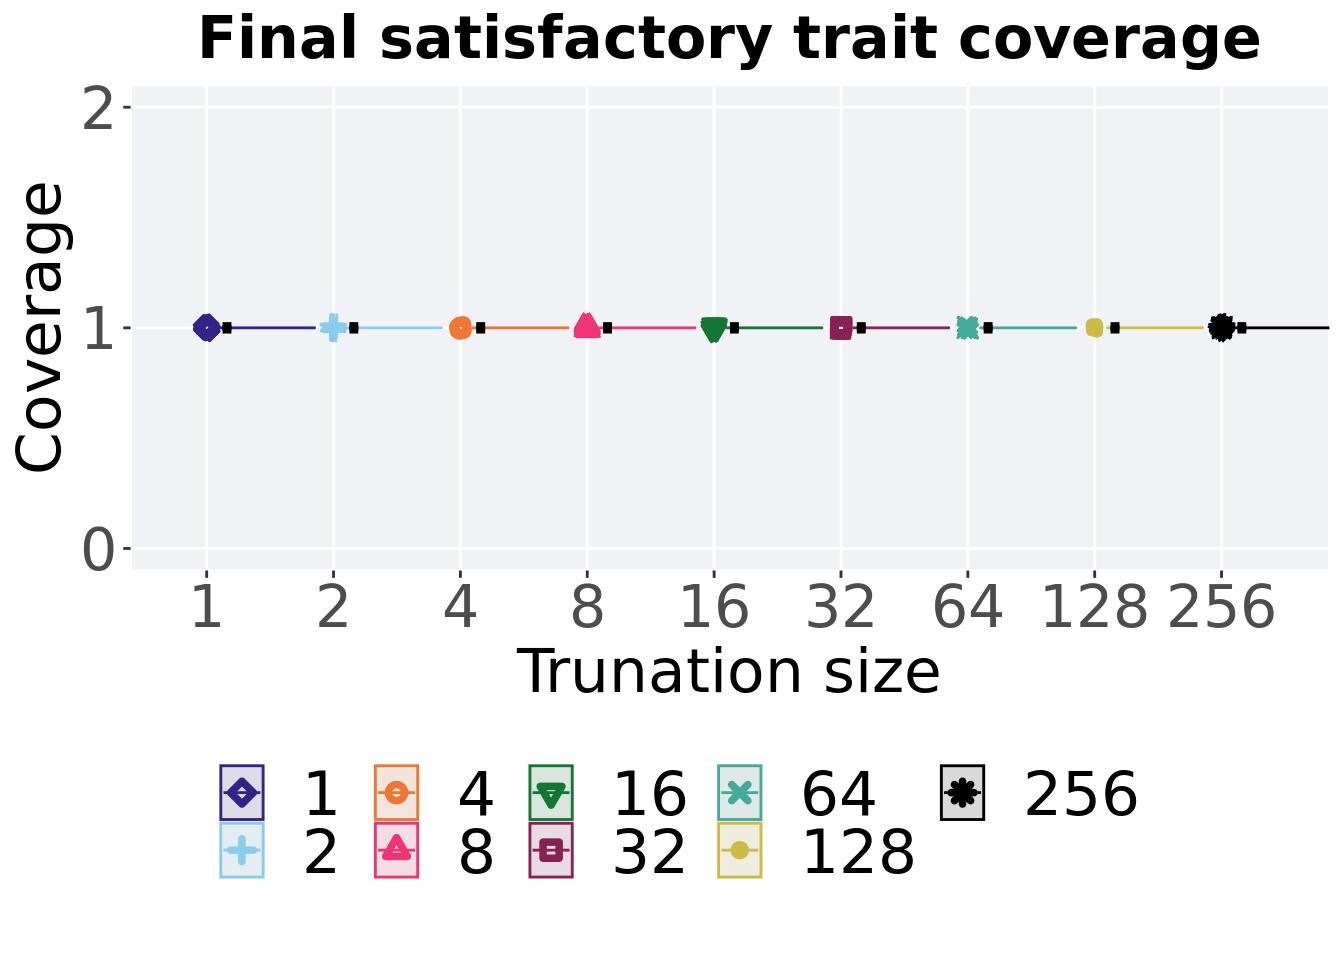 Final satisfactory trait coverage
2
1
0
Coverage
1 2 4 8 16 32 64 128 256
Trunation size
1 4 16 64 256
2 8 32 128